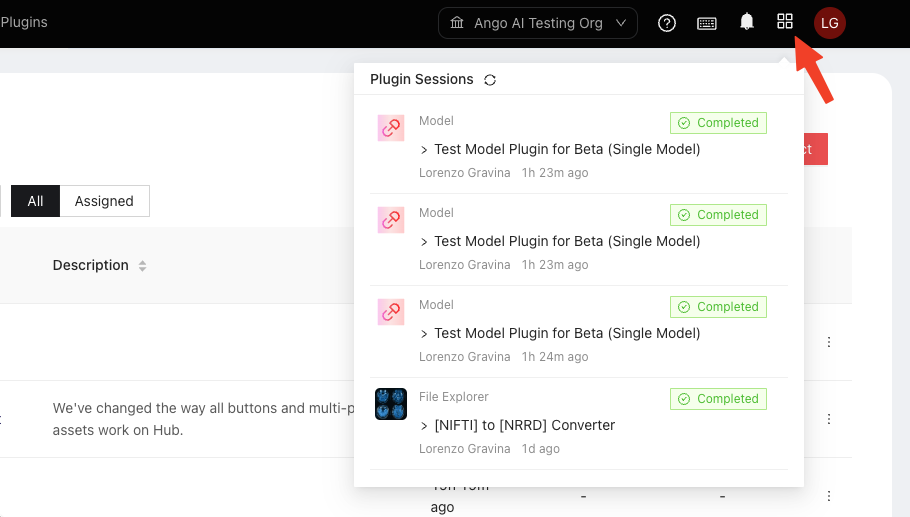 Plugins
Ango AI Testing Org
LG
Plugin Sessions
Model
Completed
> Test Model Plugin for Beta (Single Model)
Lorenzo Gravina 1h 23m ago
Model
Completed
> Test Model Plugin for Beta (Single Model)
Lorenzo Gravina 1h 23m ago
Model
Completed
> Test Model Plugin for Beta (Single Model)
Lorenzo Gravina 1h 24m ago
File Explorer
Completed
> [NIFTI] to [NRRD] Converter
Lorenzo Gravina 1d ago
All Assigned
Description
We've changed the way all buttons and multi-p
assets work on Hub.
ago
- -